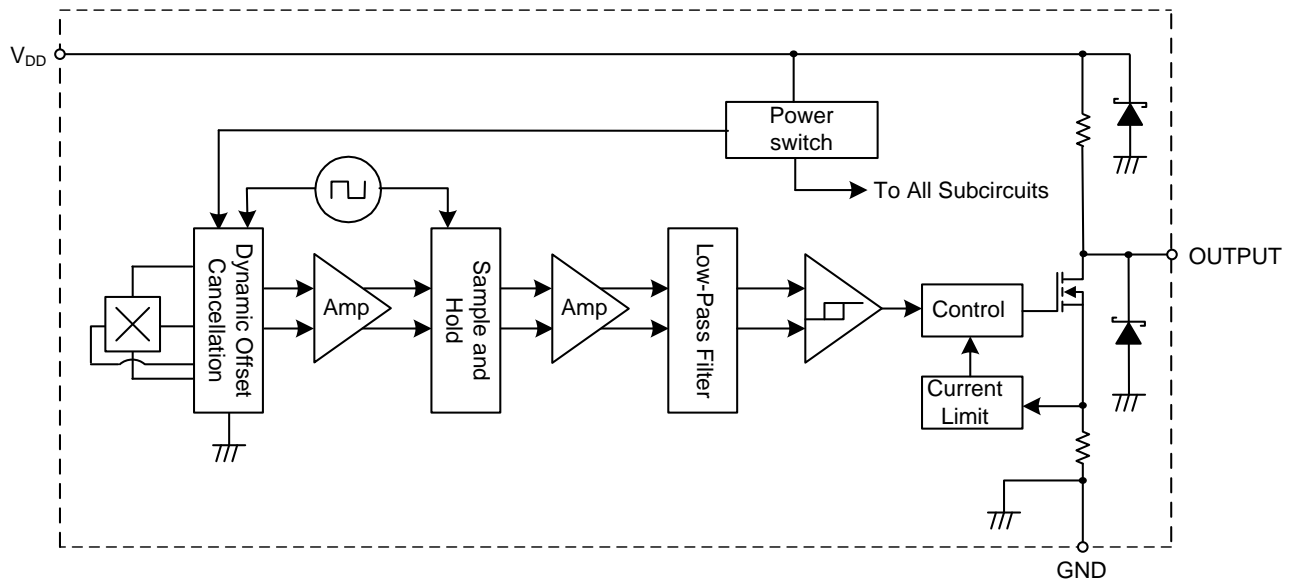 V_DD
Power
switch
To All Subcircuits
Dynamic Offset
Cancellation
Amp
Sample and
Hold
Amp
Low-Pass Filter
Control
Current
Limit
OUTPUT
GND